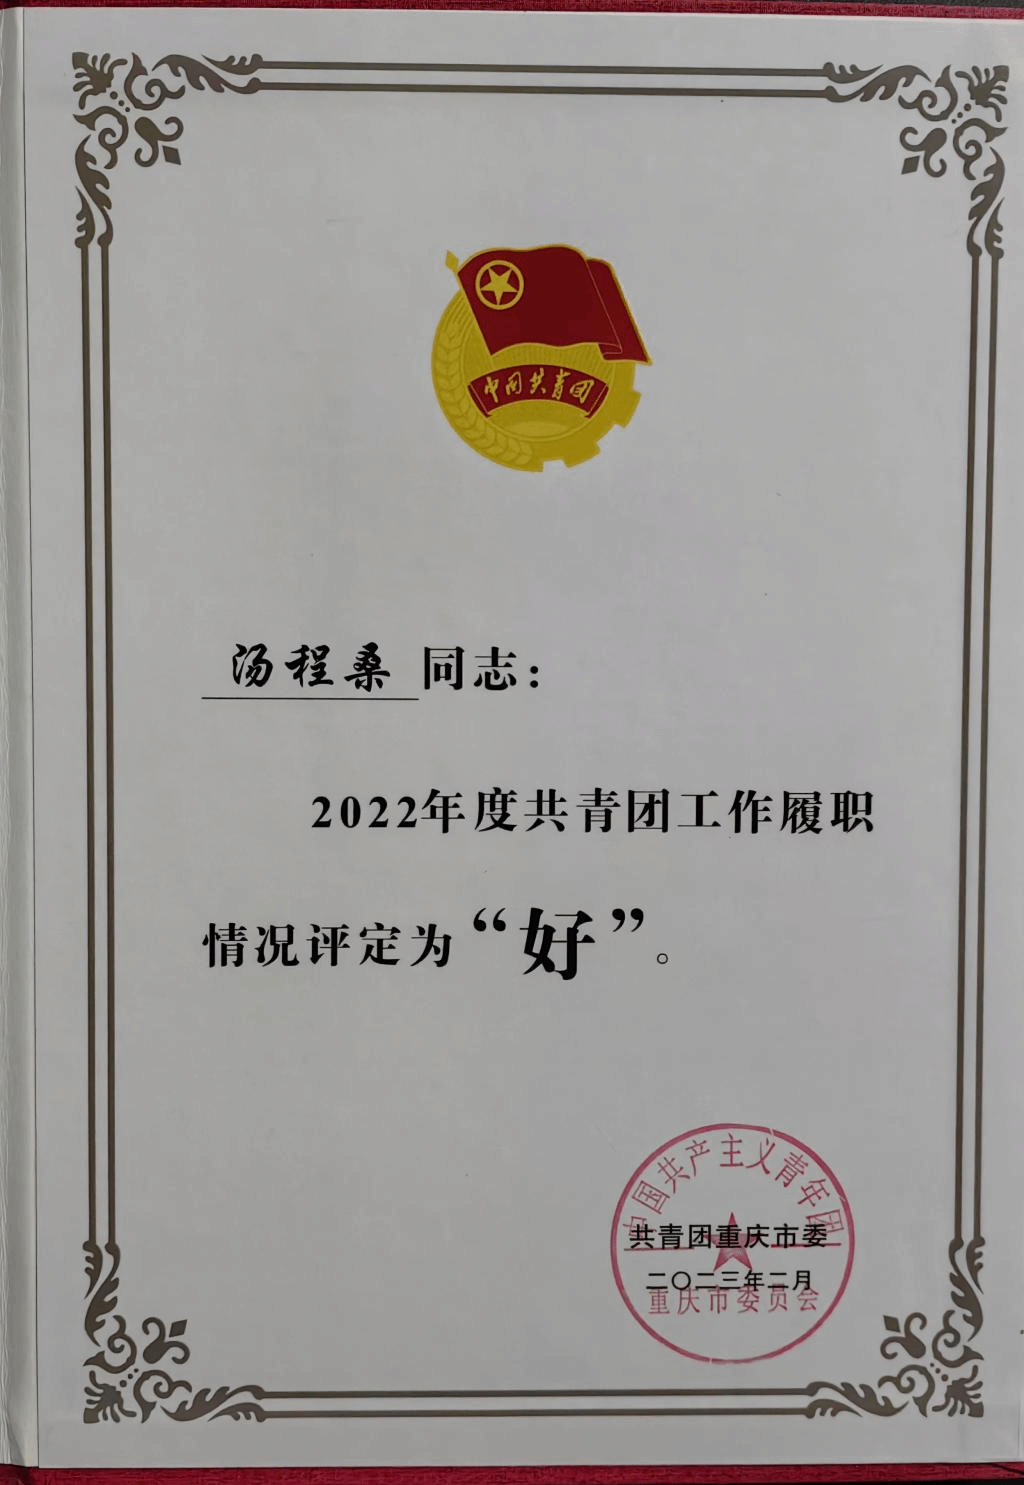 中国共青团
汤程桑 同志：
2022年度共青团工作履职
情况评定为“好”。
中国共产主义青年团
共青团重庆市委
二〇二三年二月
重庆市委员会